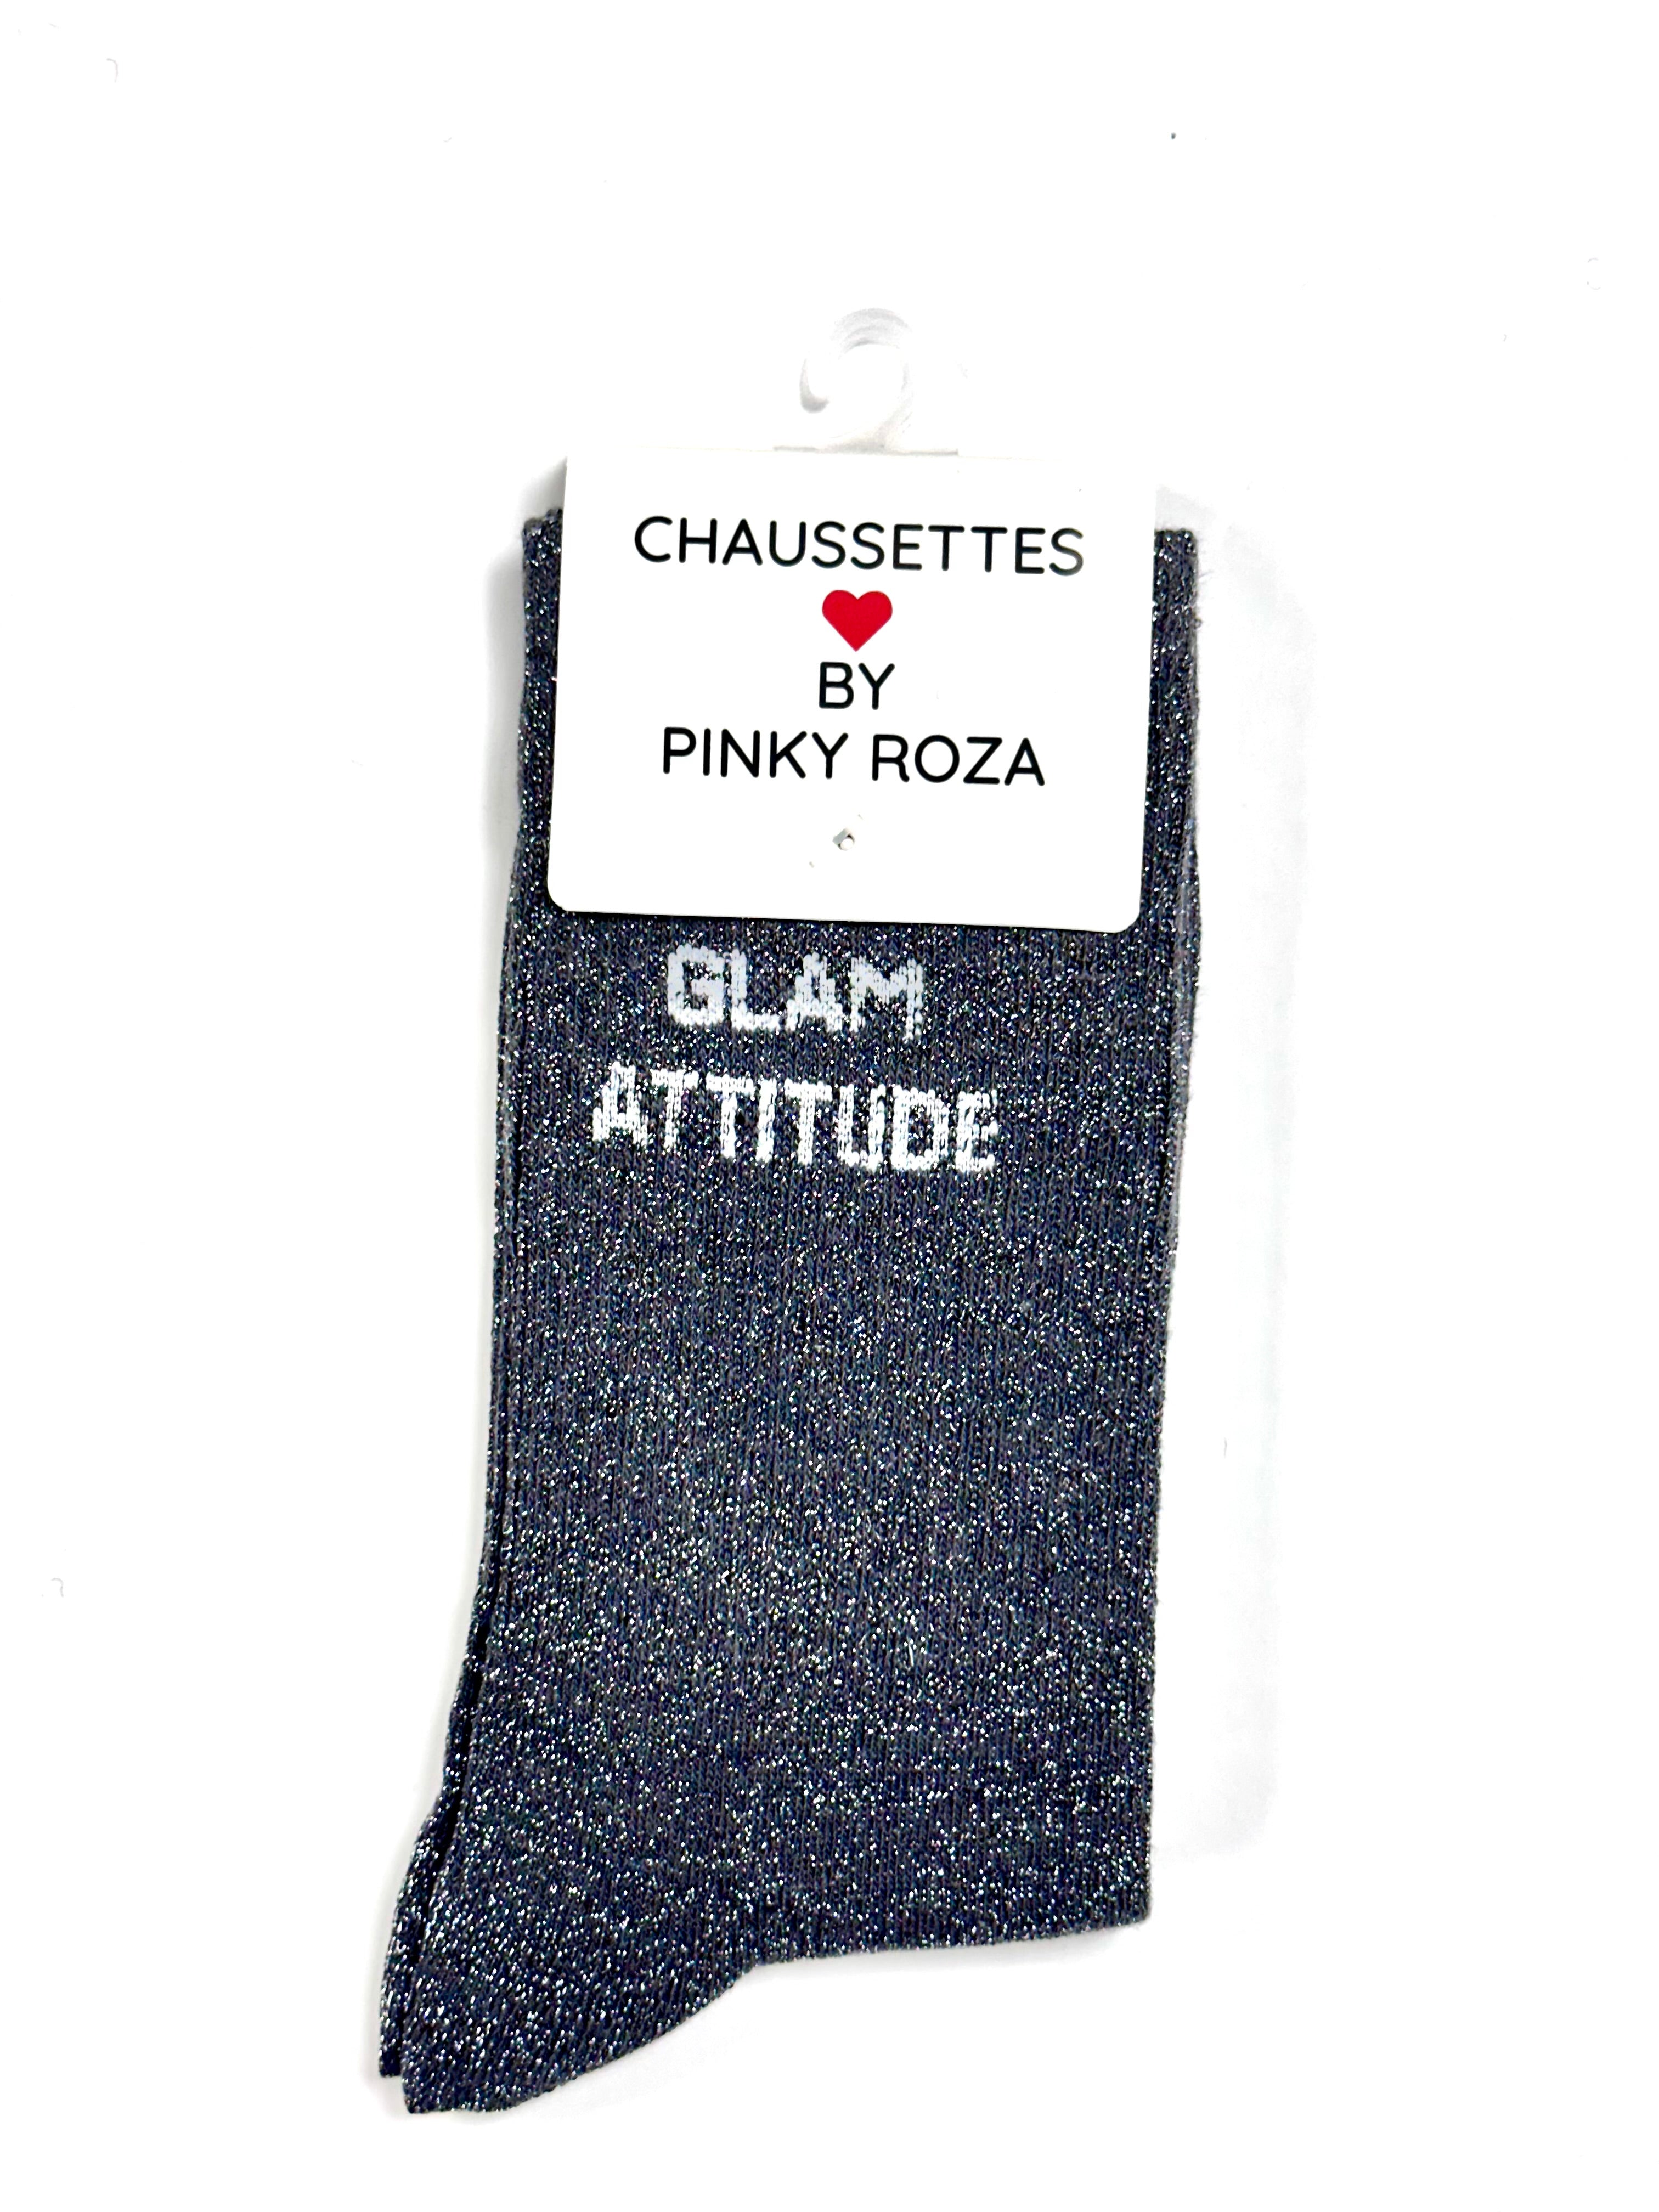 CHAUSSETTES
BY
PINKY ROZA
GLAM
ATTITUDE